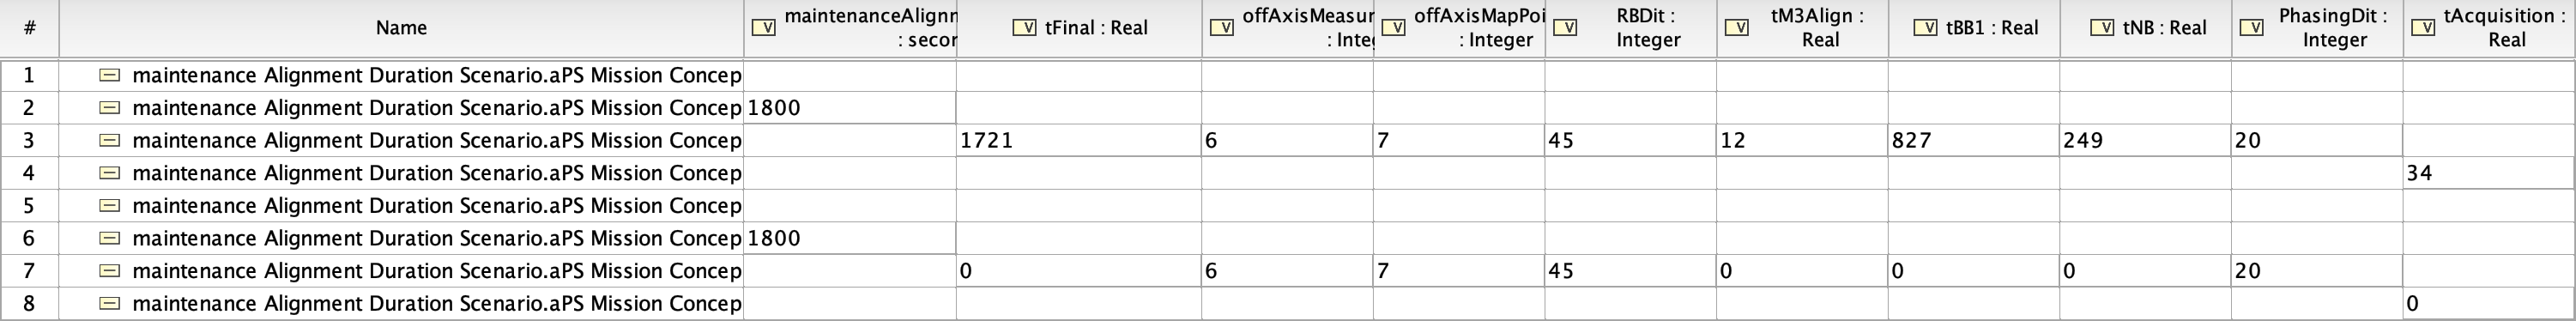 # Name maintenanceAlignn : secor tFinal : Real offAxisMeasur : Integ offAxisMapPoi : Integer RBDit : Integer tM3Align : Real tBB1 : Real tNB : Real PhasingDit : Integer tAcquisition : Real
1 maintenance Alignment Duration Scenario.aPS Mission Concep
2 maintenance Alignment Duration Scenario.aPS Mission Concep 1800
3 maintenance Alignment Duration Scenario.aPS Mission Concep 1721 6 7 45 12 827 249 20
4 maintenance Alignment Duration Scenario.aPS Mission Concep 34
5 maintenance Alignment Duration Scenario.aPS Mission Concep
6 maintenance Alignment Duration Scenario.aPS Mission Concep 1800
7 maintenance Alignment Duration Scenario.aPS Mission Concep 0 6 7 45 0 0 0 20
8 maintenance Alignment Duration Scenario.aPS Mission Concep 0